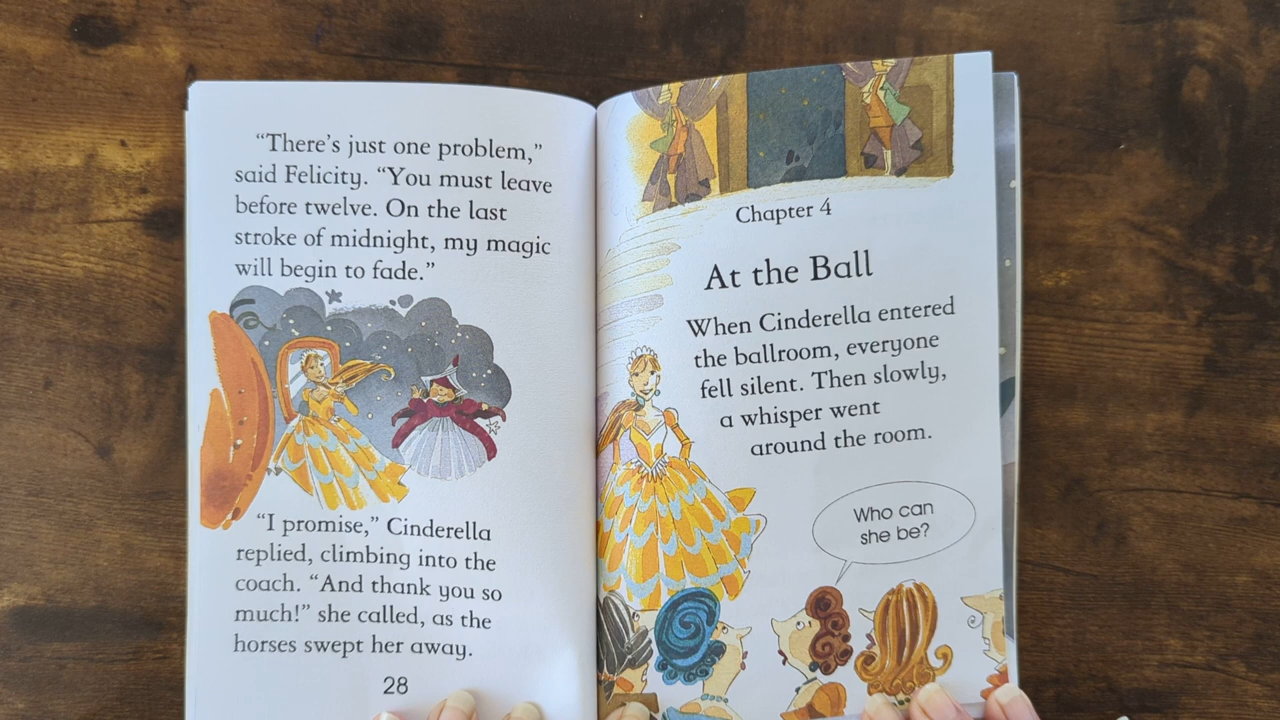 “There’s just one problem,”
said Felicity. “You must leave
before twelve. On the last
stroke of midnight, my magic
will begin to fade.”
“I promise,” Cinderella
replied, climbing into the
coach. “And thank you so
much!” she called, as the
horses swept her away.
28
Chapter 4
At the Ball
When Cinderella entered
the ballroom, everyone
fell silent. Then slowly,
a whisper went
around the room.
Who can
she be?